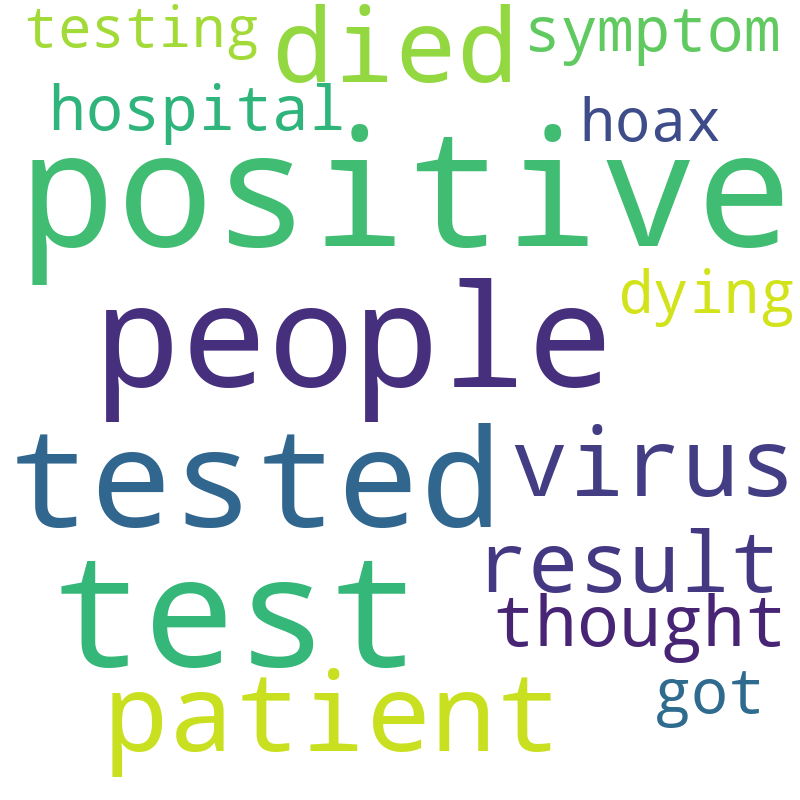 testing died symptom
hospital hoax
positive
dying
people
tested virus
result
test thought
patient got